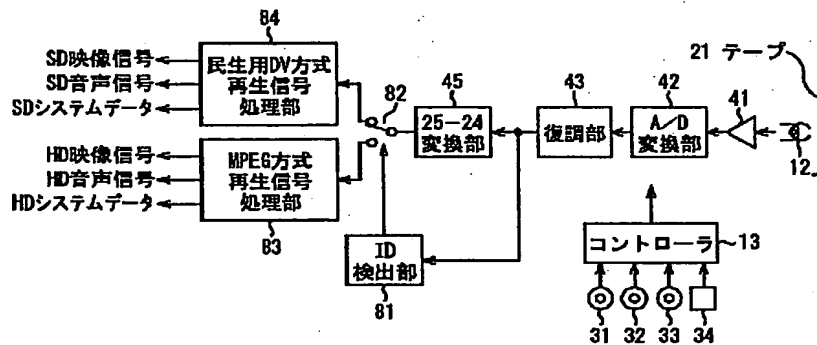 84
SD映像信号
SD音声信号
SDシステムデータ
民生用DV方式
再生信号
処理部
82
45
25-24
変換部
43
復調部
42
A/D
変換部
41
21 テープ
12
HD映像信号
HD音声信号
HDシステムデータ
MPEG方式
再生信号
処理部
83
ID
検出部
81
コントローラ
13
31
32
33
34